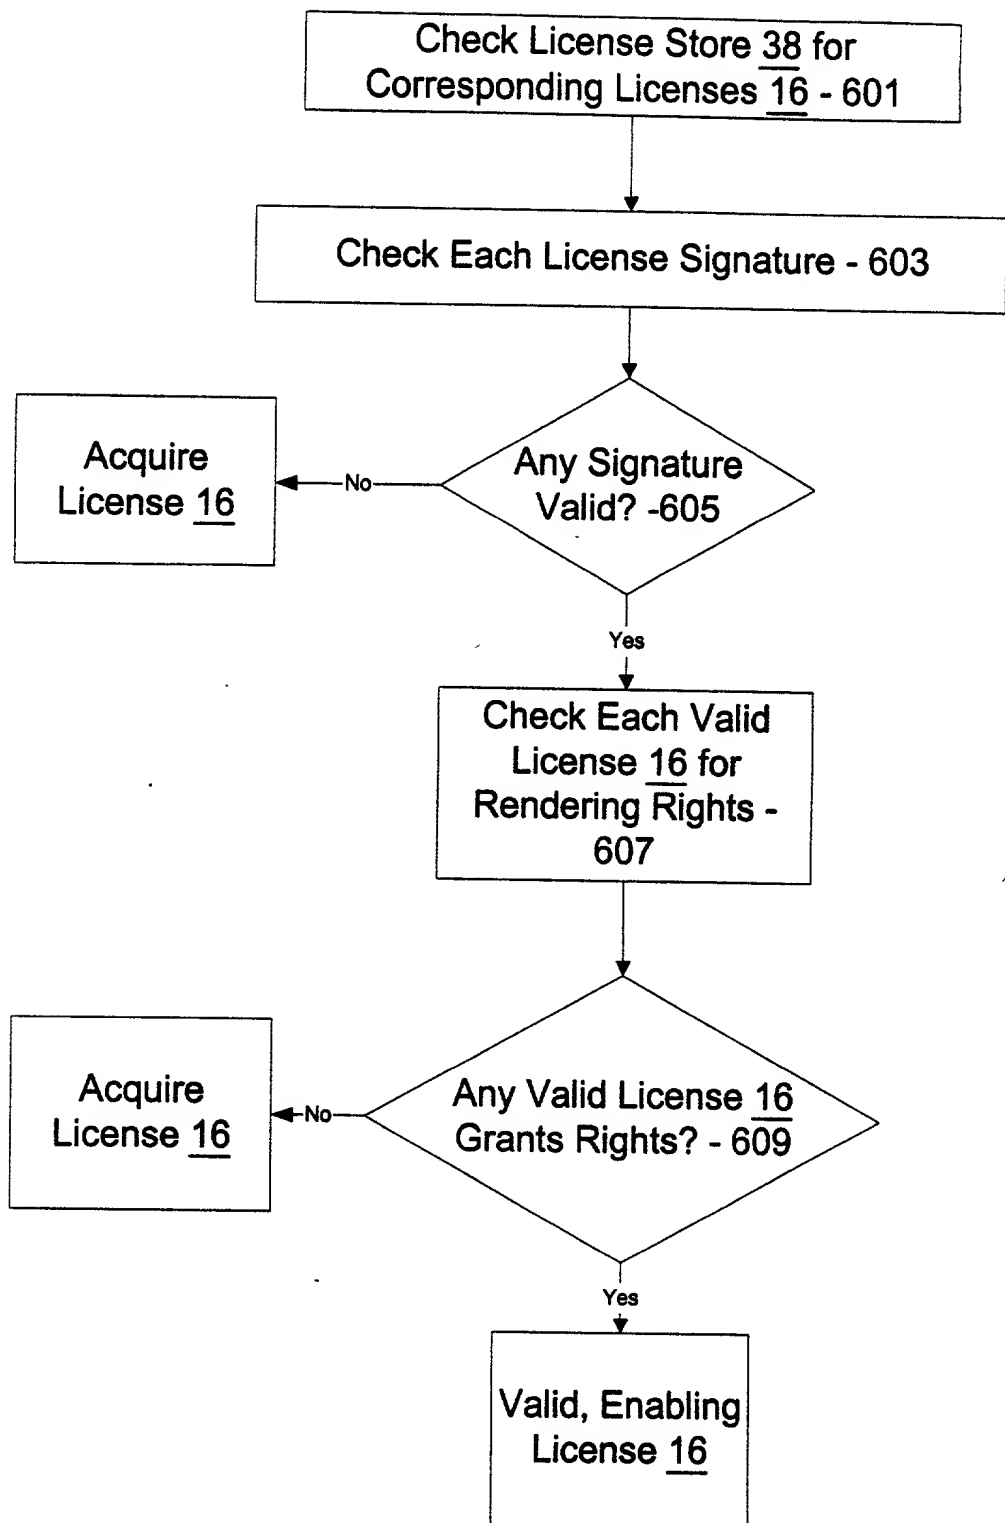 Check License Store 38 for
Corresponding Licenses 16 - 601
Check Each License Signature - 603
Any Signature
Valid? -605
No
Acquire
License 16
Yes
Check Each Valid
License 16 for
Rendering Rights -
607
Any Valid License 16
Grants Rights? - 609
No
Acquire
License 16
Yes
Valid, Enabling
License 16